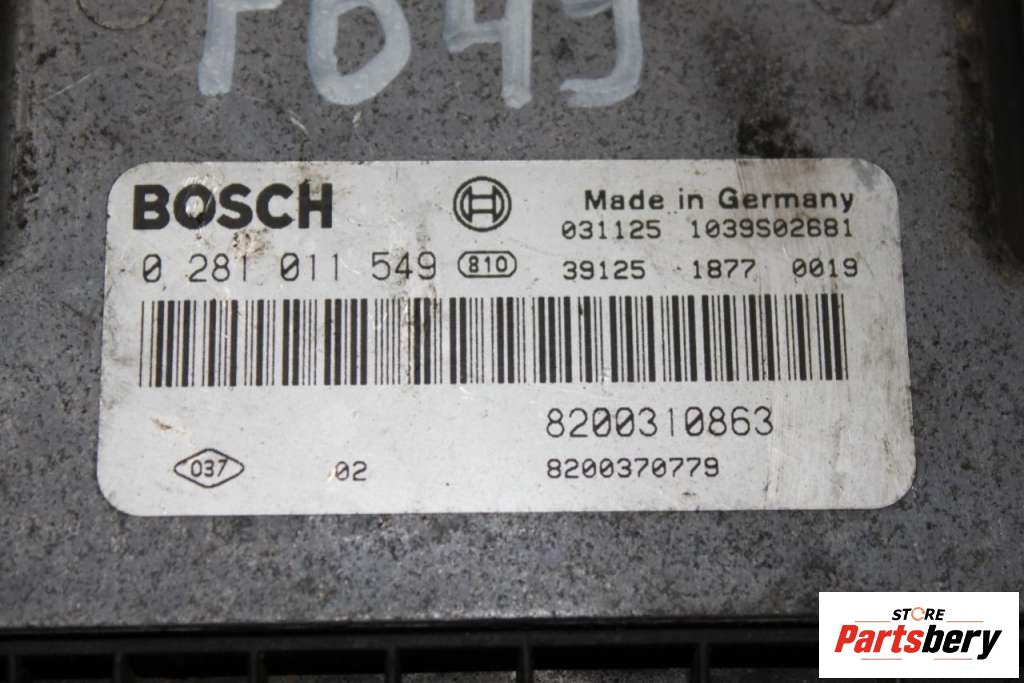 FD49
BOSCH
Made in Germany
031125 1039S02681
0 281 011 549 810
39125 1877 0019
8200310863
037 02 8200370779
STORE
Partsbery